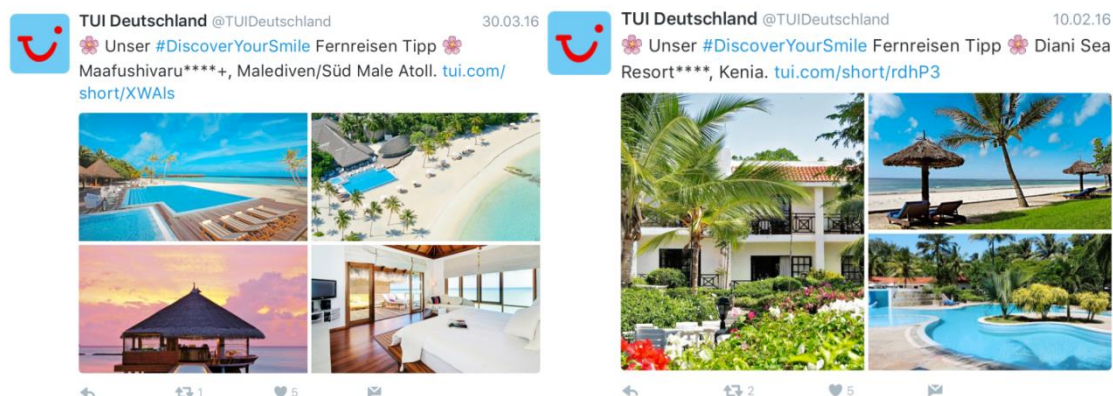 TUI Deutschland @TUIDeutschland 30.03.16
🌸 Unser #DiscoverYourSmile Fernreisen Tipp 🌸
Maafushivaru****+, Malediven/Süd Male Atoll. tui.com/
short/XWAls
1 5
TUI Deutschland @TUIDeutschland 10.02.16
🌸 Unser #DiscoverYourSmile Fernreisen Tipp 🌸 Diani Sea
Resort****, Kenia. tui.com/short/rdhP3
2 5